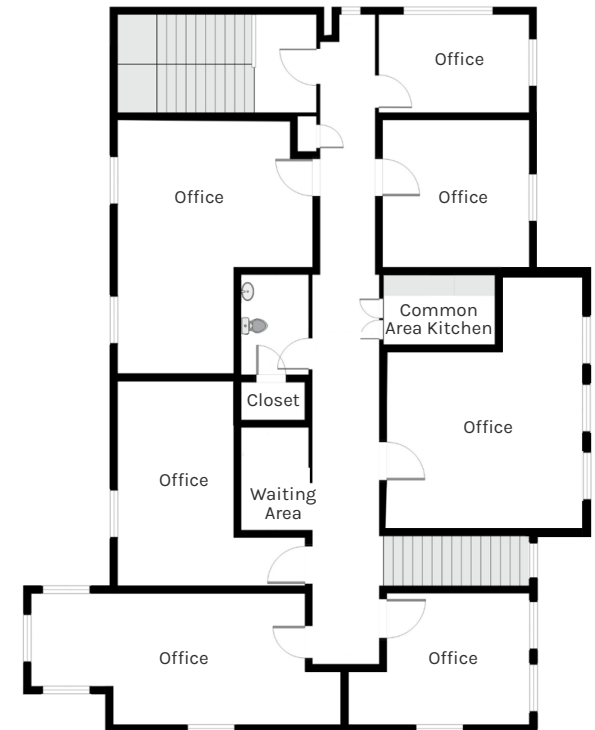 Office
Office
Office
Common
Area Kitchen
Closet
Office
Office
Waiting
Area
Office
Office